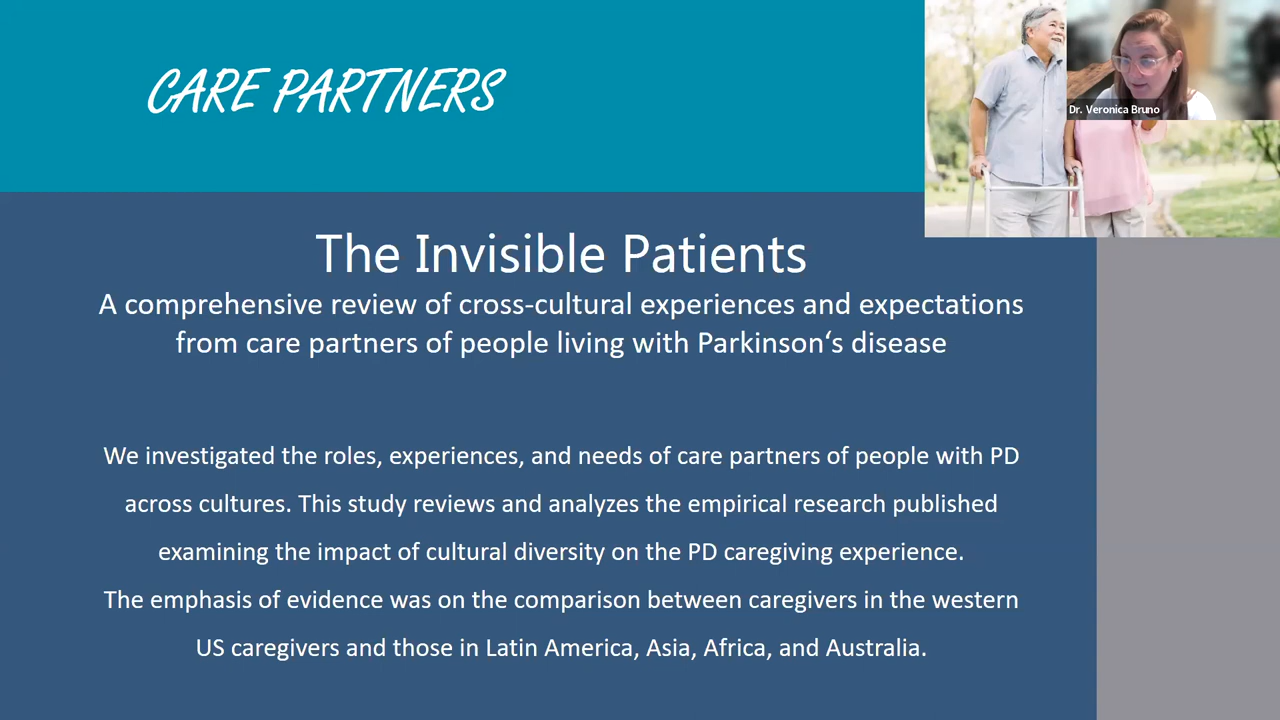 CARE PARTNERS
Dr. Veronica Bruno
The Invisible Patients
A comprehensive review of cross-cultural experiences and expectations
from care partners of people living with Parkinson‘s disease
We investigated the roles, experiences, and needs of care partners of people with PD
across cultures. This study reviews and analyzes the empirical research published
examining the impact of cultural diversity on the PD caregiving experience.
The emphasis of evidence was on the comparison between caregivers in the western
US caregivers and those in Latin America, Asia, Africa, and Australia.